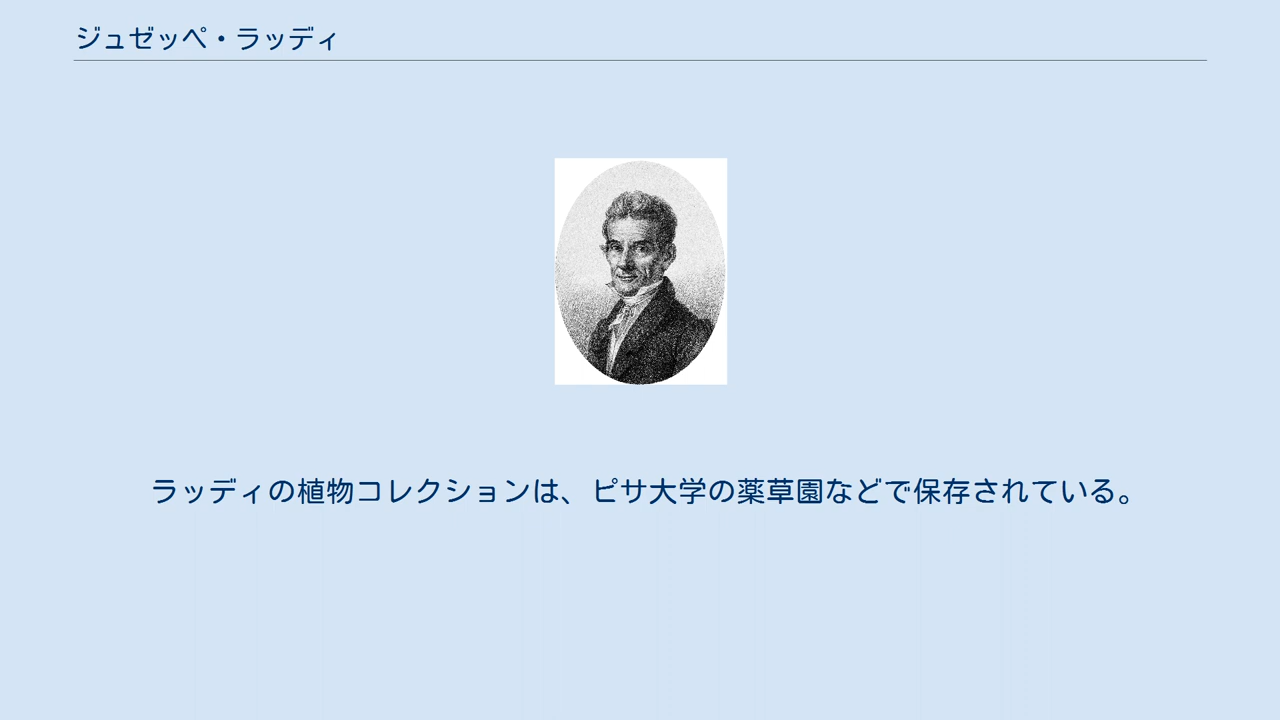 ジュゼッペ・ラッディ
ラッディの植物コレクションは、ピサ大学の薬草園などで保存されている。